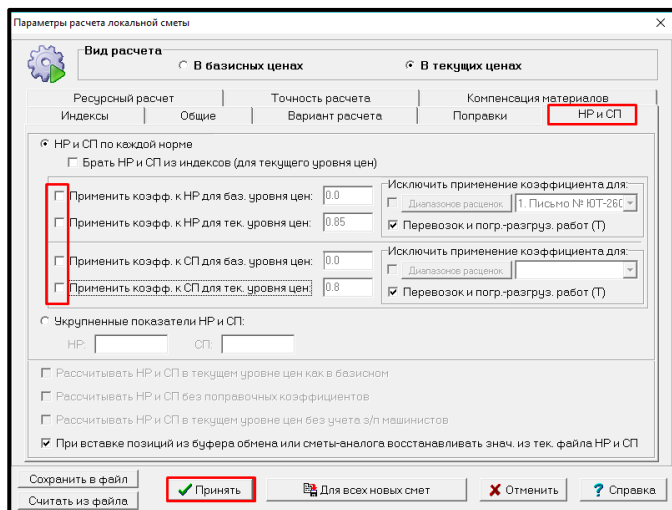 Параметры расчета локальной сметы
Вид расчета
В базисных ценах
В текущих ценах
Ресурсный расчет
Точность расчета
Компенсация материалов
Индексы
Общие
Вариант расчета
Поправки
НР и СП
НР и СП по каждой норме
Брать НР и СП из индексов (для текущего уровня цен)
Применить коэфф. к НР для баз. уровня цен: 0.0
Применить коэфф. к НР для тек. уровня цен: 0.85
Исключить применение коэффициента для:
Диапазонов расценок 1. Письмо № ЮТ-260
Перевозок и погр.-разгруз. работ (Т)
Применить коэфф. к СП для баз. уровня цен: 0.0
Применить коэфф. к СП для тек. уровня цен: 0.8
Исключить применение коэффициента для:
Диапазонов расценок
Перевозок и погр.-разгруз. работ (Т)
Укрупненные показатели НР и СП:
НР: СП:
Рассчитывать НР и СП в текущем уровне цен как в базисном
Рассчитывать НР и СП без поправочных коэффициентов
Рассчитывать НР и СП в текущем уровне цен без учета з/п машинистов
При вставке позиций из буфера обмена или сметы-аналога восстанавливать знач. из тек. файла НР и СП
Сохранить в файл
Считать из файла
Принять
Для всех новых смет
Отменить
? Справка